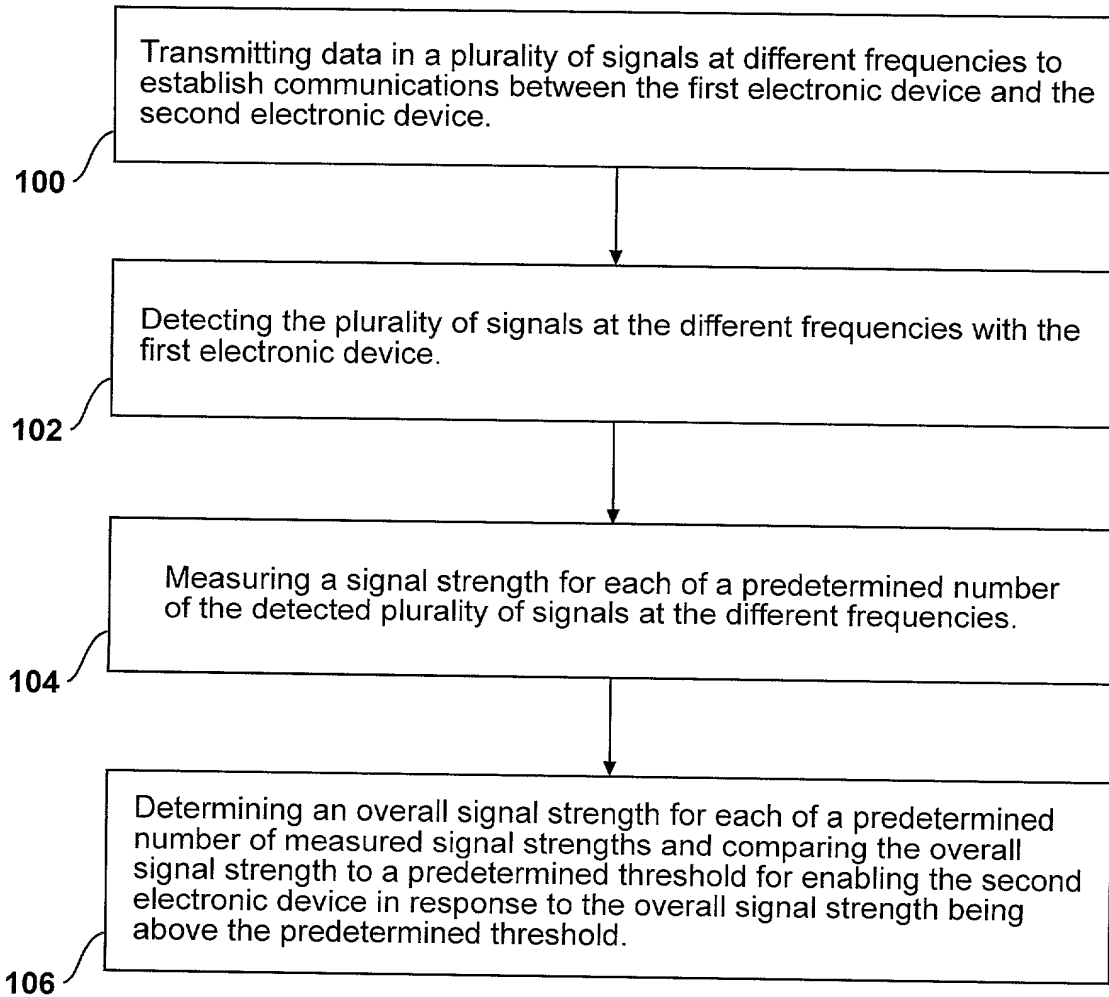 Transmitting data in a plurality of signals at different frequencies to
establish communications between the first electronic device and the
second electronic device.
100
Detecting the plurality of signals at the different frequencies with the
first electronic device.
102
Measuring a signal strength for each of a predetermined number
of the detected plurality of signals at the different frequencies.
104
Determining an overall signal strength for each of a predetermined
number of measured signal strengths and comparing the overall
signal strength to a predetermined threshold for enabling the second
electronic device in response to the overall signal strength being
above the predetermined threshold.
106